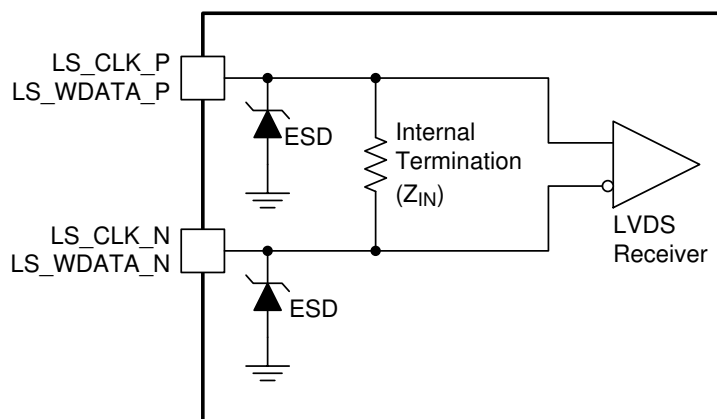 LS_CLK_P
LS_WDATA_P
ESD
Internal
Termination
(Z_IN)
LS_CLK_N
LS_WDATA_N
ESD
LVDS
Receiver